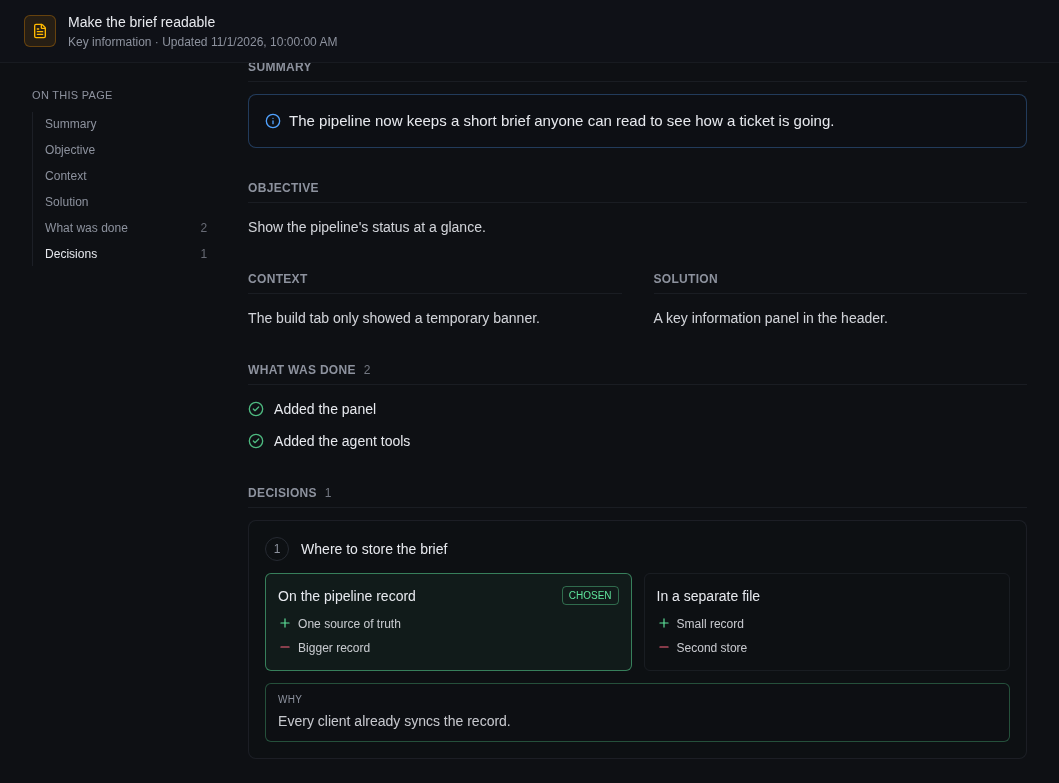 Make the brief readable
Key information · Updated 11/1/2026, 10:00:00 AM
ON THIS PAGE
Summary
Objective
Context
Solution
What was done 2
Decisions 1
SUMMARY
The pipeline now keeps a short brief anyone can read to see how a ticket is going.
OBJECTIVE
Show the pipeline's status at a glance.
CONTEXT
The build tab only showed a temporary banner.
SOLUTION
A key information panel in the header.
WHAT WAS DONE 2
Added the panel
Added the agent tools
DECISIONS 1
1 Where to store the brief
On the pipeline record CHOSEN
+ One source of truth
− Bigger record
In a separate file
+ Small record
− Second store
WHY
Every client already syncs the record.